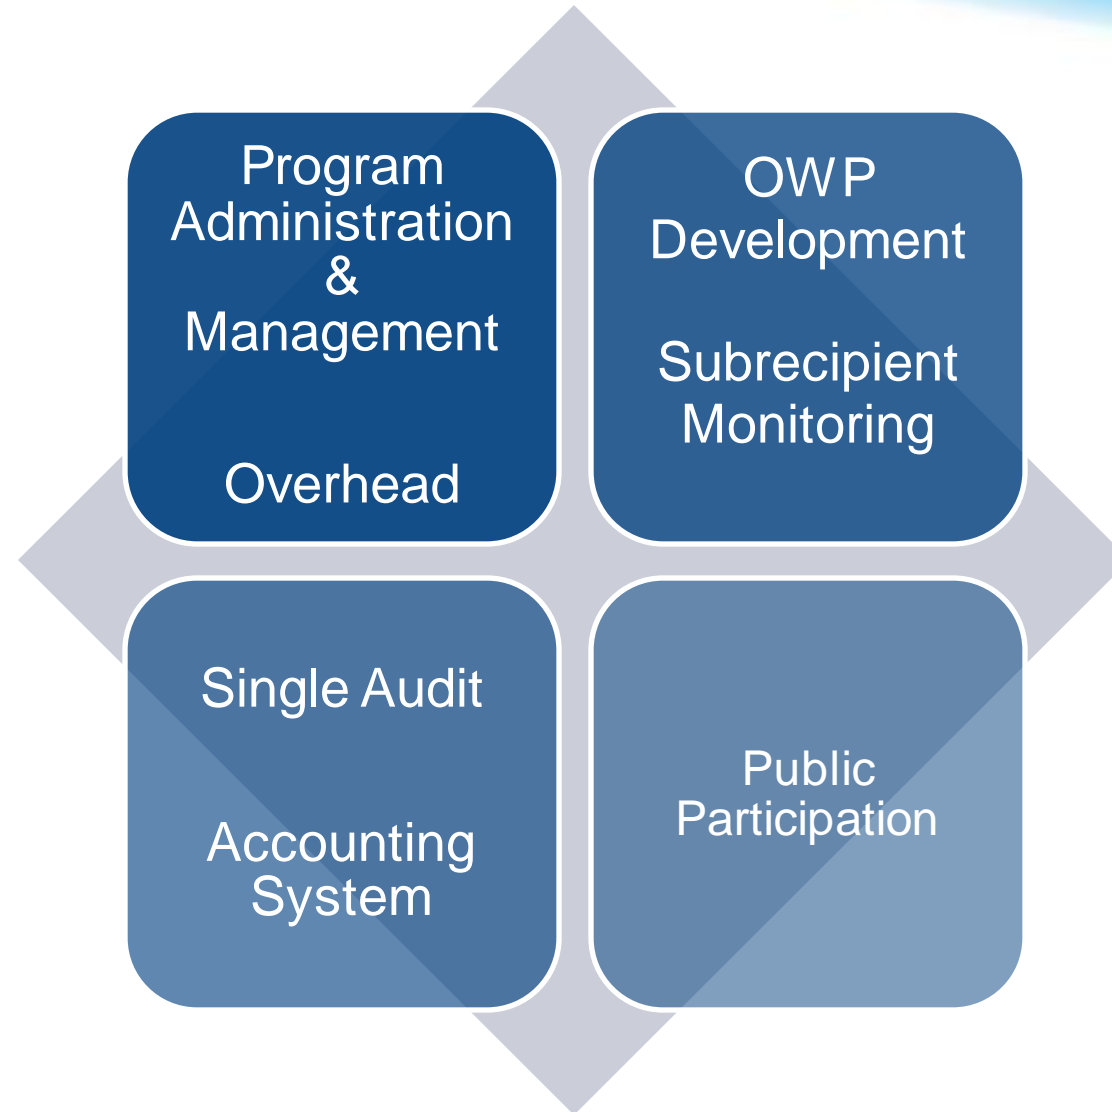 Program
Administration
&
Management
Overhead
OWP
Development
Subrecipient
Monitoring
Single Audit
Accounting
System
Public
Participation